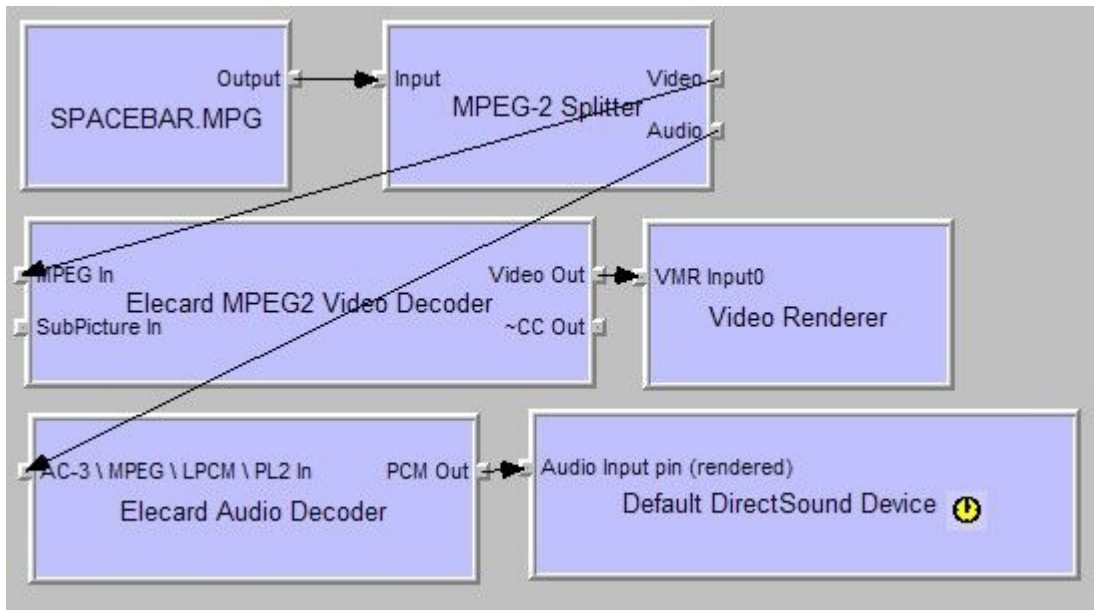 Output
SPACEBAR.MPG
Input
Video
MPEG-2 Splitter
Audio
MPEG In
Video Out
Elecard MPEG2 Video Decoder
SubPicture In
~CC Out
VMR Input0
Video Renderer
AC-3 \ MPEG \ LPCM \ PL2 In
PCM Out
Elecard Audio Decoder
Audio Input pin (rendered)
Default DirectSound Device